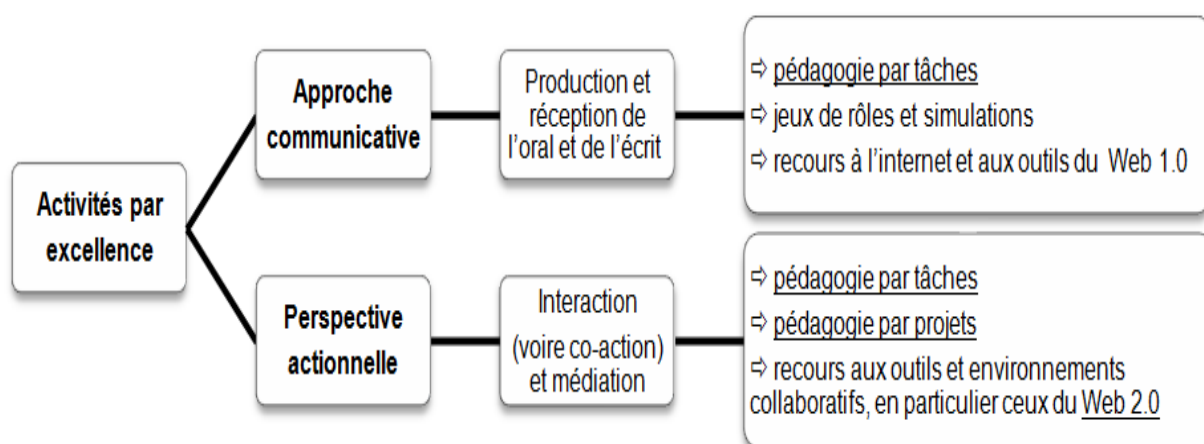 Activités par
excellence
Approche
communicative
Production et
réception de
l'oral et de l'écrit
⇨ pédagogie par tâches
⇨ jeux de rôles et simulations
⇨ recours à l'internet et aux outils du Web 1.0
Perspective
actionnelle
Interaction
(voire co-action)
et médiation
⇨ pédagogie par tâches
⇨ pédagogie par projets
⇨ recours aux outils et environnements
collaboratifs, en particulier ceux du Web 2.0